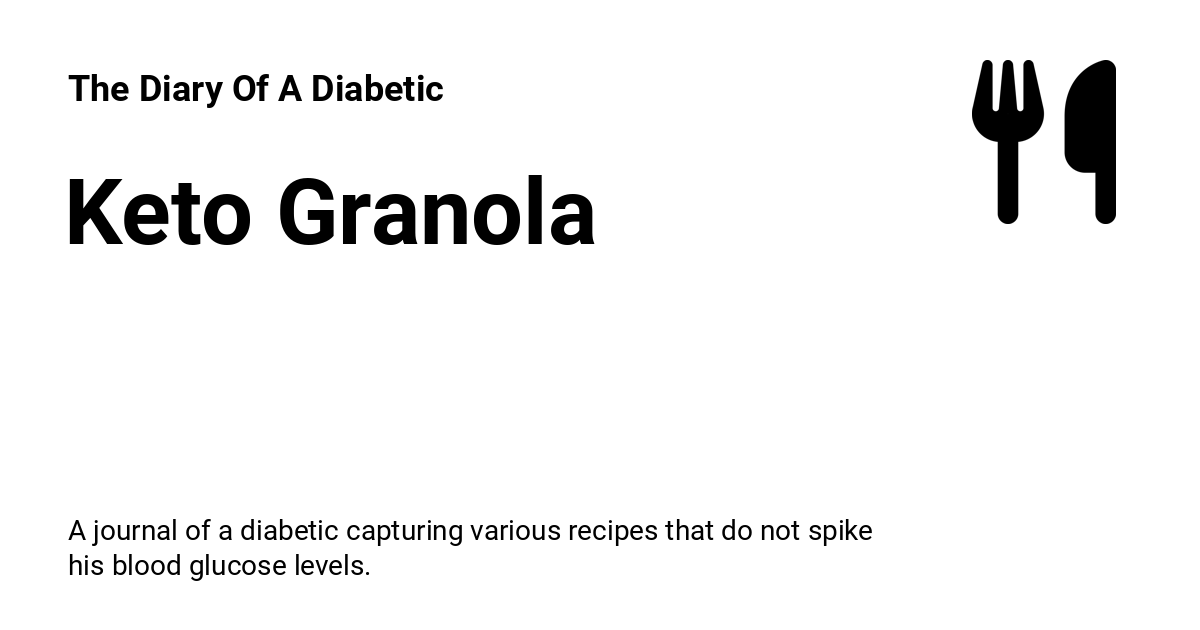 The Diary Of A Diabetic
Keto Granola
A journal of a diabetic capturing various recipes that do not spike
his blood glucose levels.